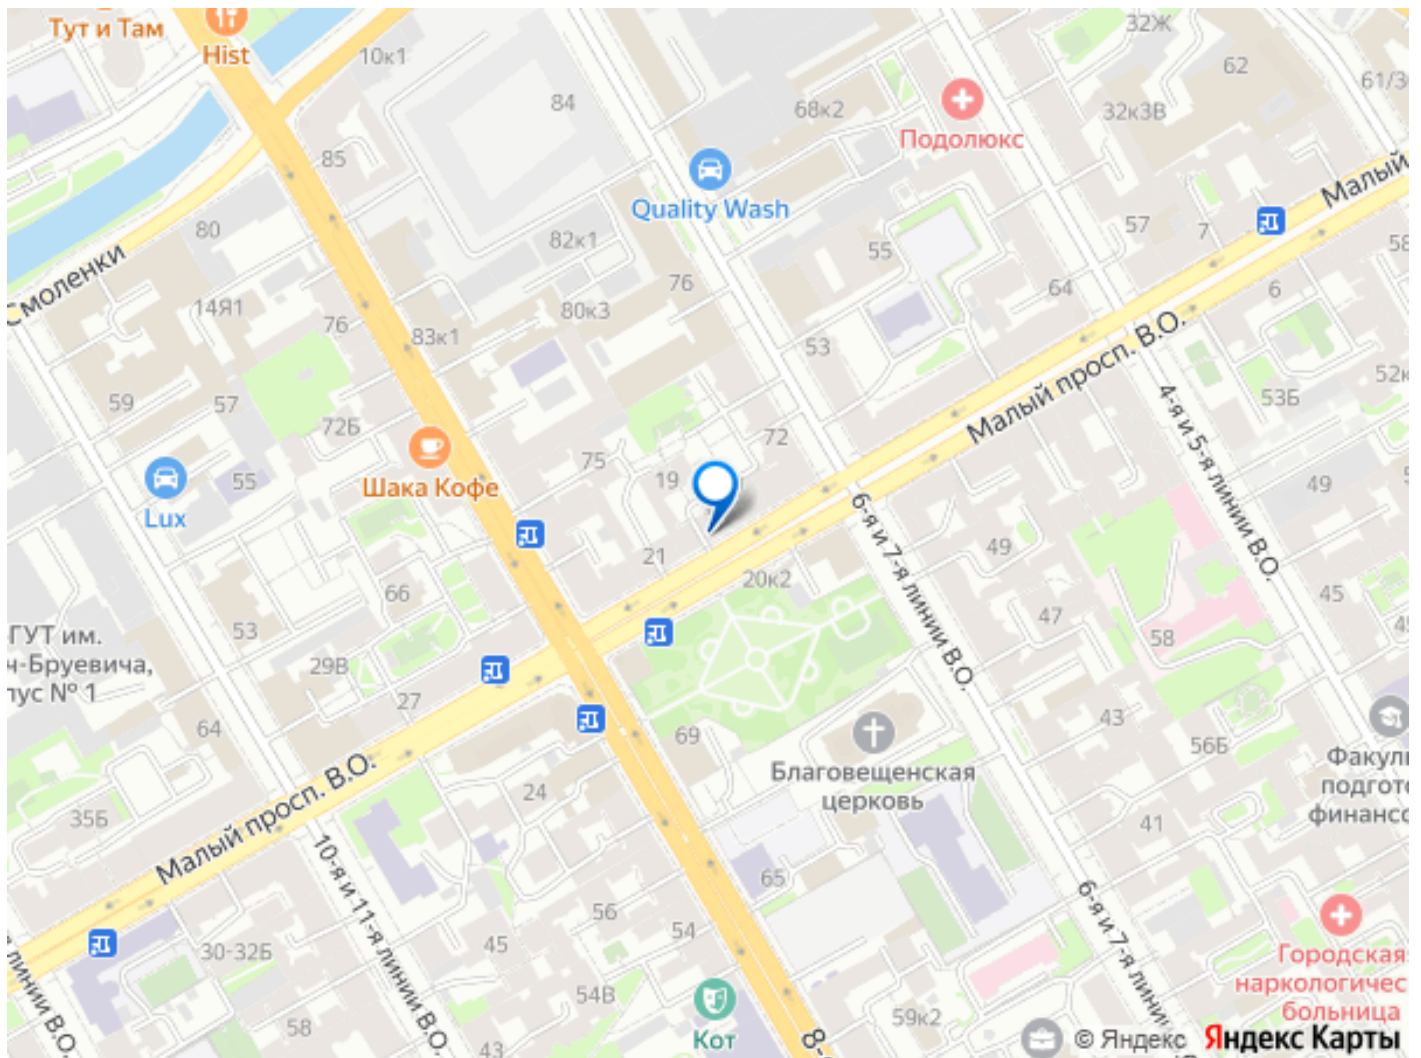 Тут и Там
Hist
10к1
32Ж
62
61/3
84
68к2
32к3В
Подолюкс
85
Quality Wash
Малый
80
82к1
57
7
58
55
Смоленки
76
64
6
14Я1
80к3
76
83к1
53
Малый просп. В.О.
52к
59
57
72Б
72
53Б
4-я и 5-я линии В.О.
75
19
55
Шака Кофе
49
Lux
6-я и 7-я линии В.О.
21
49
20к2
66
45
47
45
53
ГУТ им.
ч-Бруевича,
пус № 1
58
29В
27
43
64
69
56Б
Благовещенская
церковь
Факуль
подгото
финансо
Малый просп. В.О.
24
35Б
41
10-я и 11-я линии В.О.
65
6-я и 7-я лини
56
54
45
30-32Б
Городская
наркологичес
больница
линии В.О.
54В
58
59к2
Кот
8-
43
© Яндекс Яндекс Карты